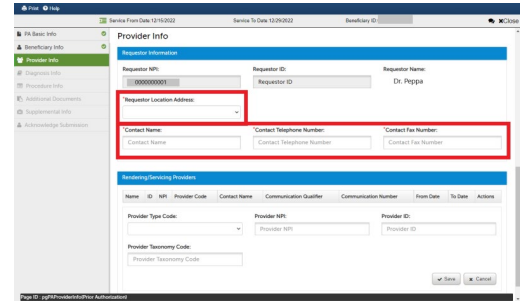 Print Help
Service From Date:12/15/2022 Service To Date:12/29/2022 Beneficiary ID: Close
PA Basic Info
Beneficiary Info
Provider Info
Diagnosis Info
Procedure Info
Additional Documents
Supplemental Info
Acknowledge Submission
Provider Info
Requestor Information
Requestor NPI: Requestor ID: Requestor Name:
0000000001 Requestor ID Dr. Peppa
*Requestor Location Address:
*Contact Name: *Contact Telephone Number: *Contact Fax Number:
Contact Name Contact Telephone Number Contact Fax Number
Rendering/Servicing Providers
Name ID NPI Provider Code Contact Name Communication Qualifier Communication Number From Date To Date Actions
Provider Type Code: Provider NPI: Provider ID:
Provider NPI Provider ID
Provider Taxonomy Code:
Provider Taxonomy Code
Save Cancel
Page ID : pgPAProviderInfo(Prior Authorization)